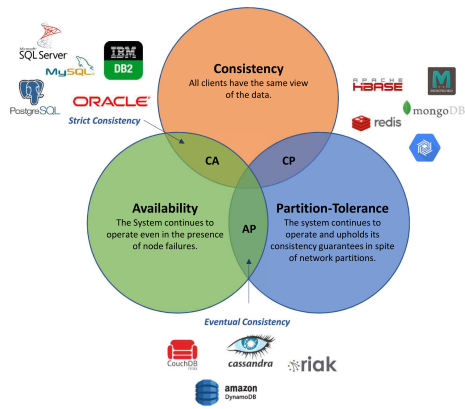 Microsoft
SQL Server
MySQL
IBM
DB2
PostgreSQL
ORACLE
Strict Consistency
Consistency
All clients have the same view
of the data.
APACHE
HBASE
mongoDB
redis
CA
CP
Availability
The System continues to
operate even in the presence
of node failures.
Partition-Tolerance
The system continues to
operate and upholds its
consistency guarantees in spite
of network partitions.
AP
Eventual Consistency
CouchDB
relax
cassandra
riak
amazon
DynamoDB